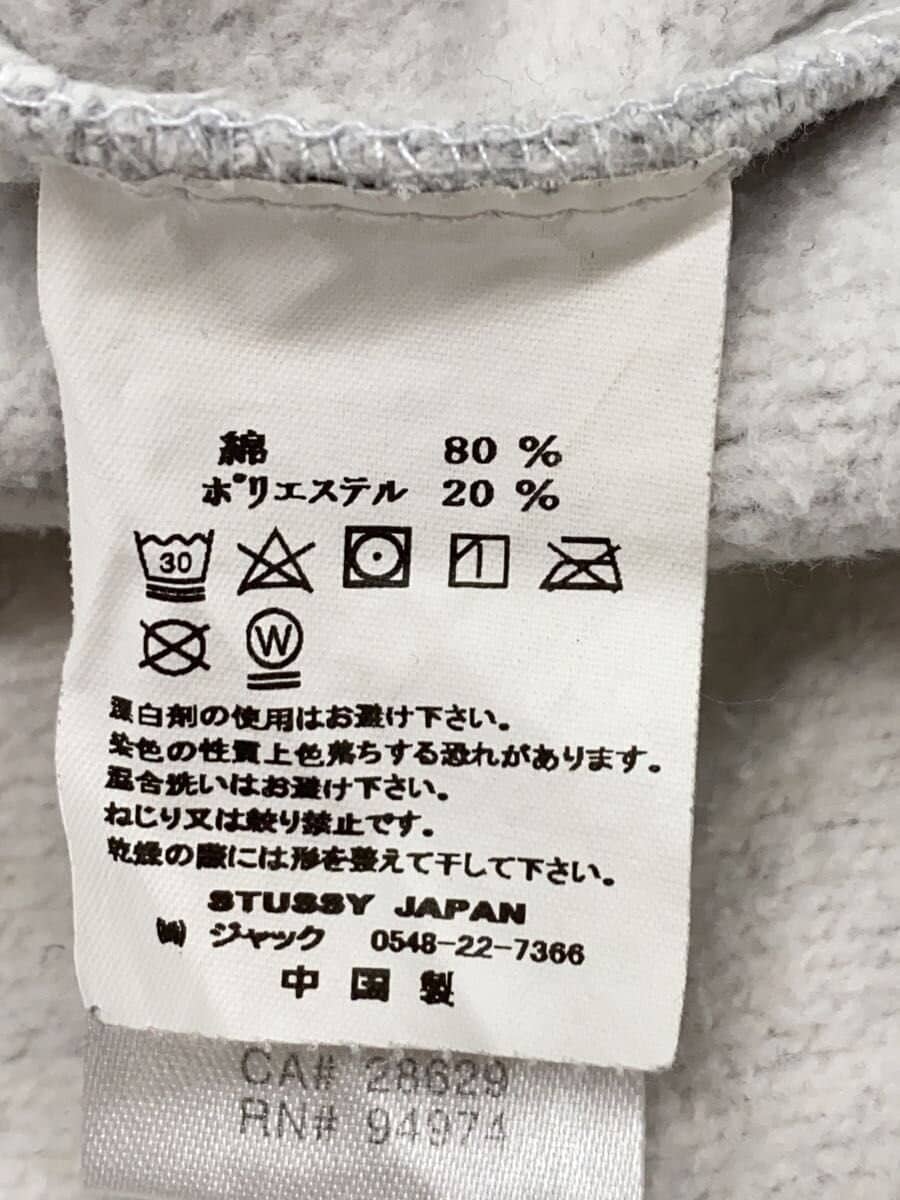 綿 80 %
ポリエステル 20 %
30
W
漂白剤の使用はお避け下さい。
染色の性質上色落ちする恐れがあります。
混合洗いはお避け下さい。
ねじり又は絞り禁止です。
乾燥の際には形を整えて干して下さい。
STUSSY JAPAN
㈱ ジャック 0548-22-7366
中国製
CA# 28629
RN# 94974